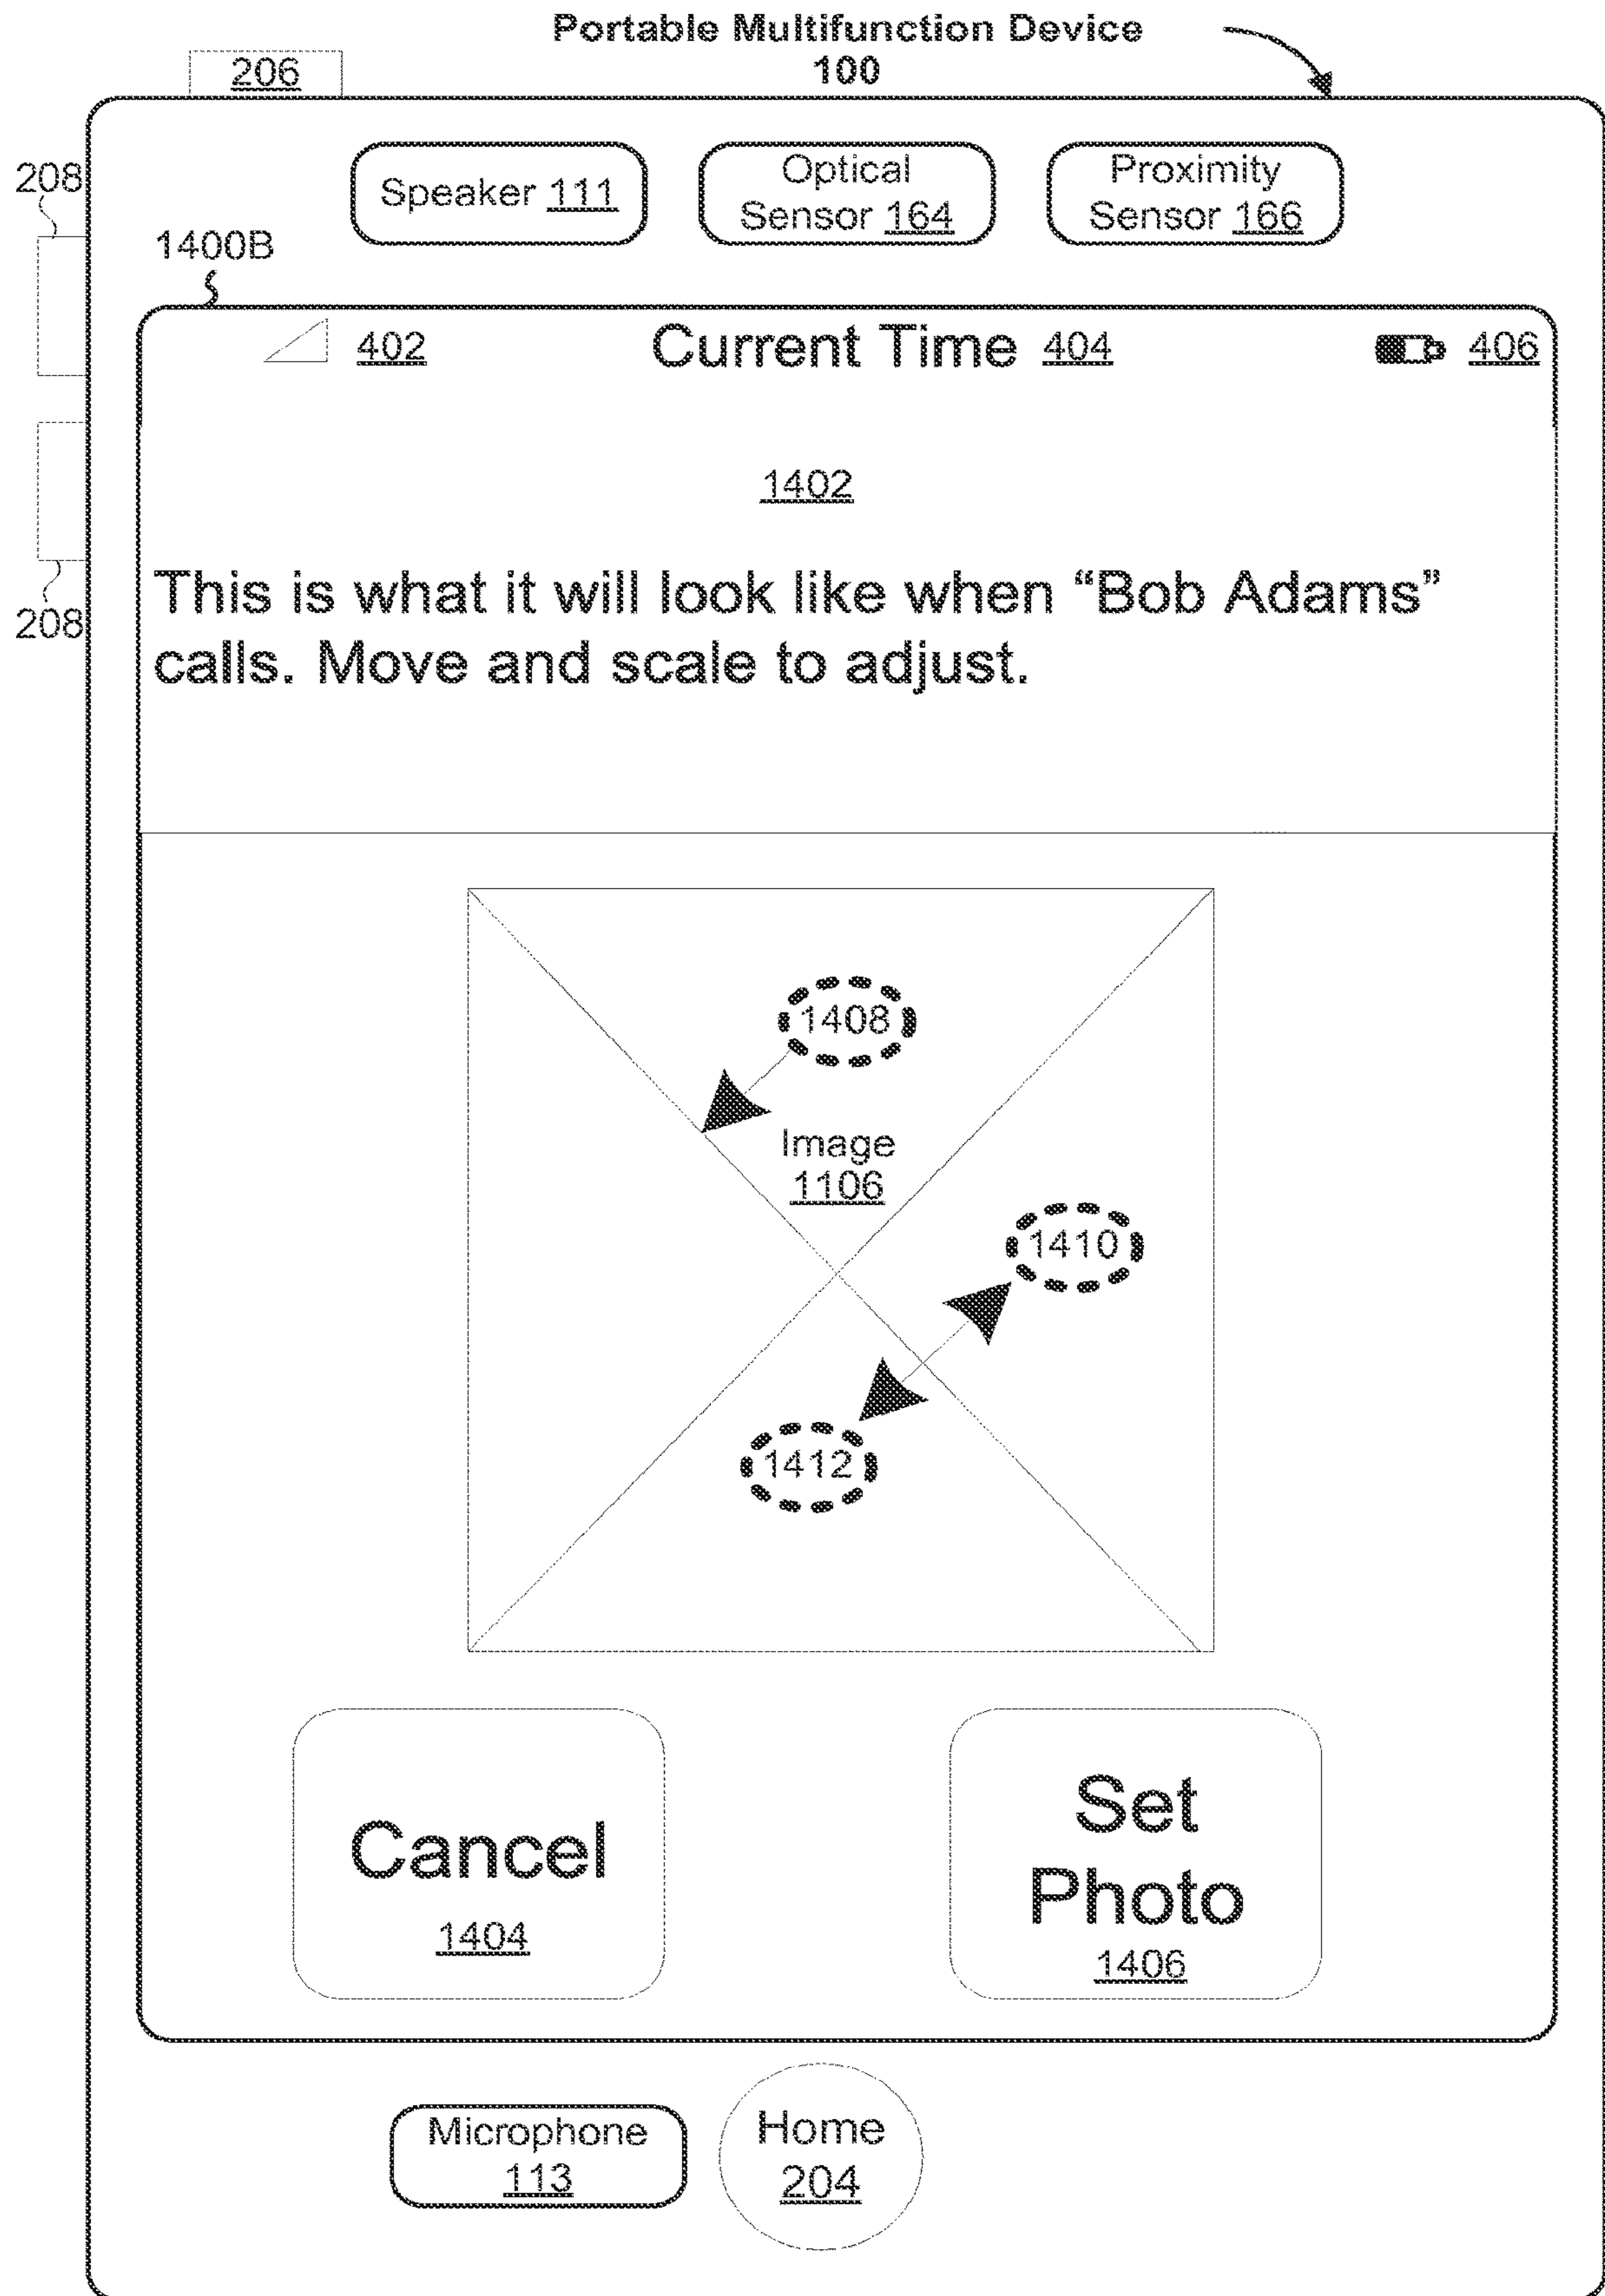 Portable Multifunction Device
100
206
208
Speaker 111
Optical
Sensor 164
Proximity
Sensor 166
1400B
402
Current Time 404
406
1402
208
This is what it will look like when “Bob Adams”
calls. Move and scale to adjust.
1408
Image
1106
1410
1412
Cancel
1404
Set
Photo
1406
Microphone
113
Home
204